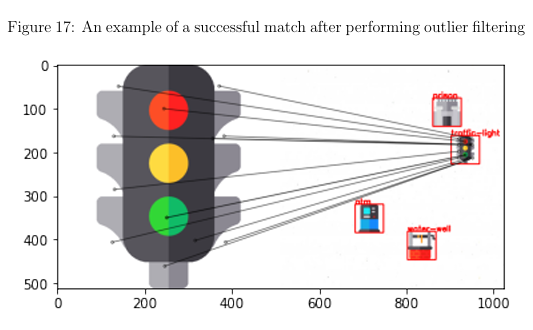 Figure 17: An example of a successful match after performing outlier filtering
0
100
200
300
400
500
prison
traffic-light
atm
water-well
0 200 400 600 800 1000